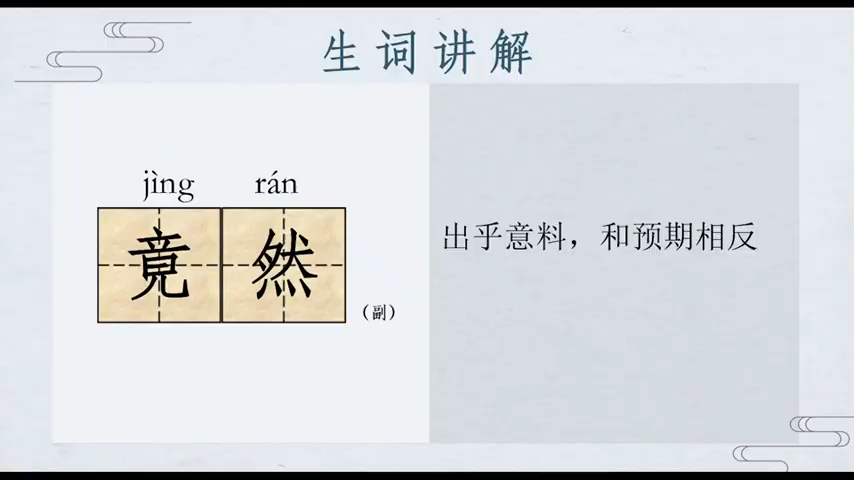 生词讲解
jìng rán
竟然
（副）
出乎意料，和预期相反